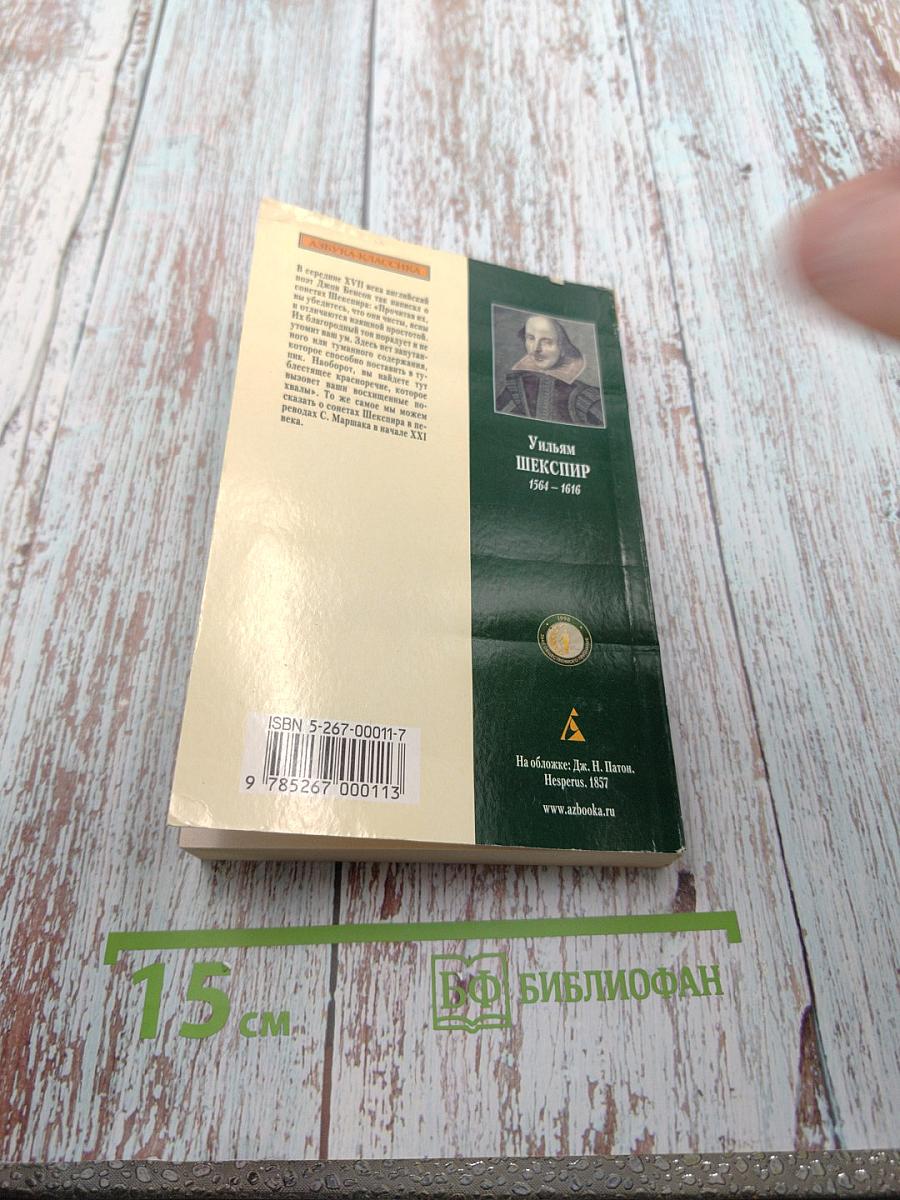 АЗБУКА-КЛАССИКА
В середине XVII века английский
поэт Джон Бенсон так написал о
сонетах Шекспира: «Прочитав их,
вы убедитесь, что они чисты, ясны
и отличаются изящной простотой.
Их благородный тон порадует и не
утомит ваш ум. Здесь нет запутан-
ного или туманного содержания,
которое способно поставить в ту-
пик. Наоборот, вы найдете тут
блестящее красноречие, которое
вызовет ваши восхищенные по-
хвалы». То же самое мы можем
сказать о сонетах Шекспира в пе-
реводах С. Маршака в начале XXI
века.
Уильям
ШЕКСПИР
1564 – 1616
1998
ISBN 5-267-00011-7
9 785267 000113
На обложке: Дж. Н. Патон.
Hesperus. 1857
www.azbooka.ru
15 см
БФ БИБЛИОФАН